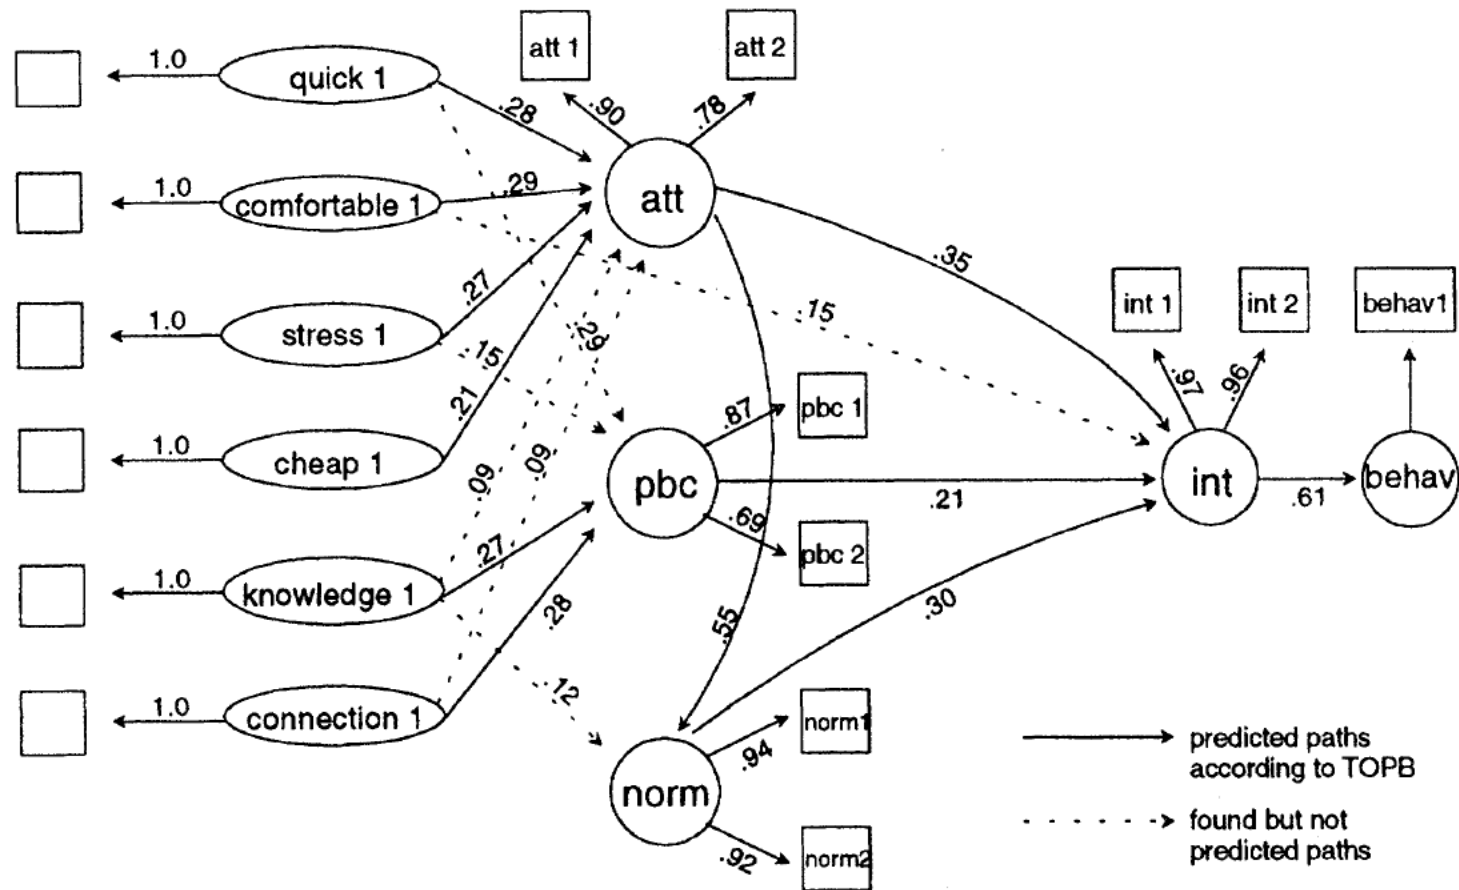 att 1
att 2
1.0
quick 1
.28
.90
.78
1.0
comfortable 1
.29
att
.35
1.0
stress 1
.27
.15
.29
.15
int 1
int 2
behav1
.97
.96
1.0
cheap 1
.21
.09
.09
.87
pbc 1
pbc
.21
int
.61
behav
.69
pbc 2
1.0
knowledge 1
.27
.28
.55
.30
1.0
connection 1
.12
norm1
.94
norm
.92
norm2
predicted paths
according to TOPB
found but not
predicted paths